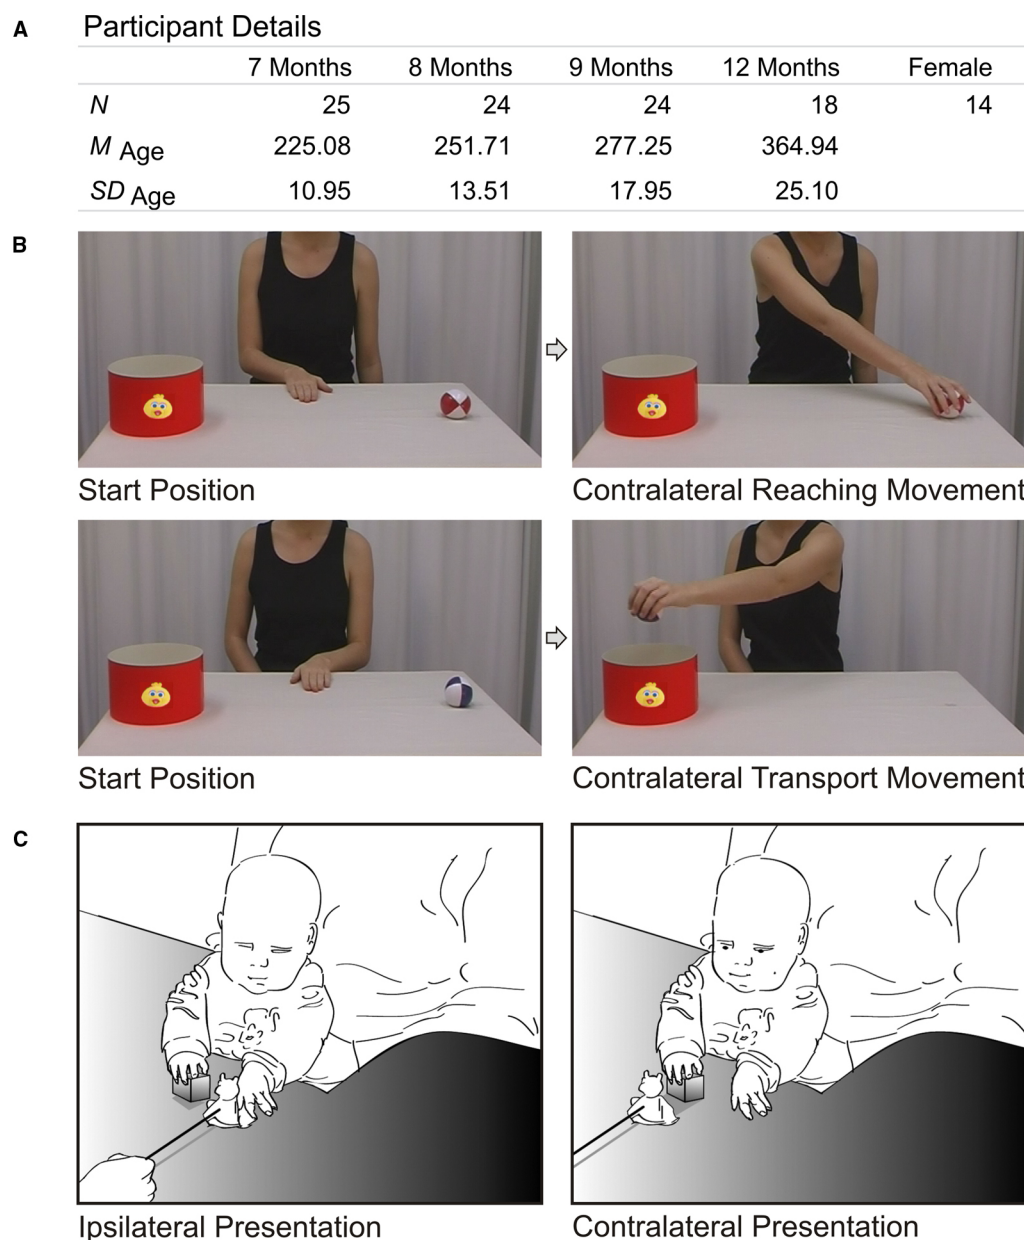 A
Participant Details
7 Months 8 Months 9 Months 12 Months Female
N 25 24 24 18 14
M Age 225.08 251.71 277.25 364.94
SD Age 10.95 13.51 17.95 25.10
B
Start Position Contralateral Reaching Movement
Start Position Contralateral Transport Movement
C
Ipsilateral Presentation Contralateral Presentation